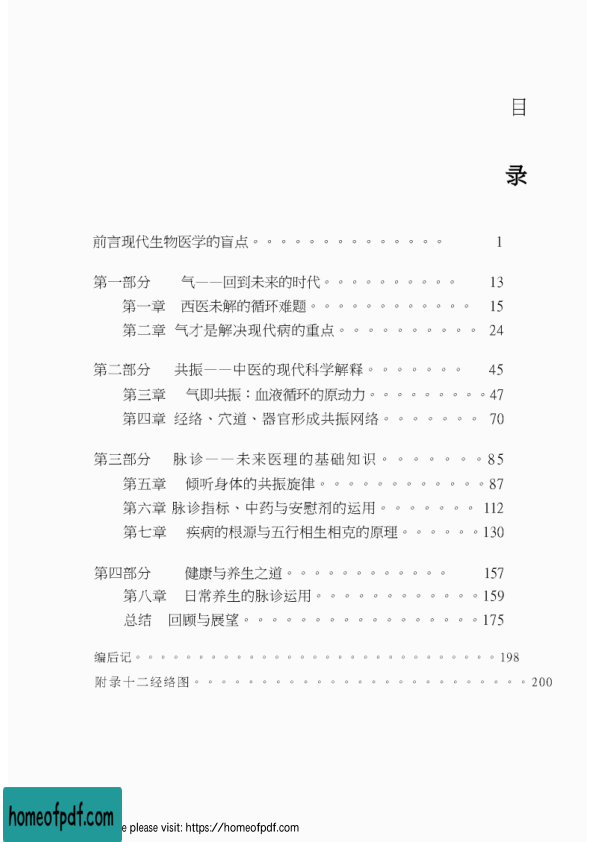 目
录
前言现代生物医学的盲点。。。。。。。。。。。。。。 1
第一部分 气——回到未来的时代。。。。。。。。。。 13
第一章 西医未解的循环难题。。。。。。。。。。。。 15
第二章 气才是解决现代病的重点。。。。。。。。。。 24
第二部分 共振——中医的现代科学解释。。。。。。。 45
第三章 气即共振：血液循环的原动力。。。。。。。。。47
第四章 经络、穴道、器官形成共振网络。。。。。。。 70
第三部分 脉诊——未来医理的基础知识。。。。。。。85
第五章 倾听身体的共振旋律。。。。。。。。。。。。87
第六章 脉诊指标、中药与安慰剂的运用。。。。。。。 112
第七章 疾病的根源与五行相生相克的原理。。。。。。130
第四部分 健康与养生之道。。。。。。。。。。。。 157
第八章 日常养生的脉诊运用。。。。。。。。。。。。159
总结 回顾与展望。。。。。。。。。。。。。。。。。175
编后记。。。。。。。。。。。。。。。。。。。。。。。。。。。。。198
附录十二经络图。。。。。。。。。。。。。。。。。。。。。。。。。200
homeofpdf.com
e please visit: https://homeofpdf.com